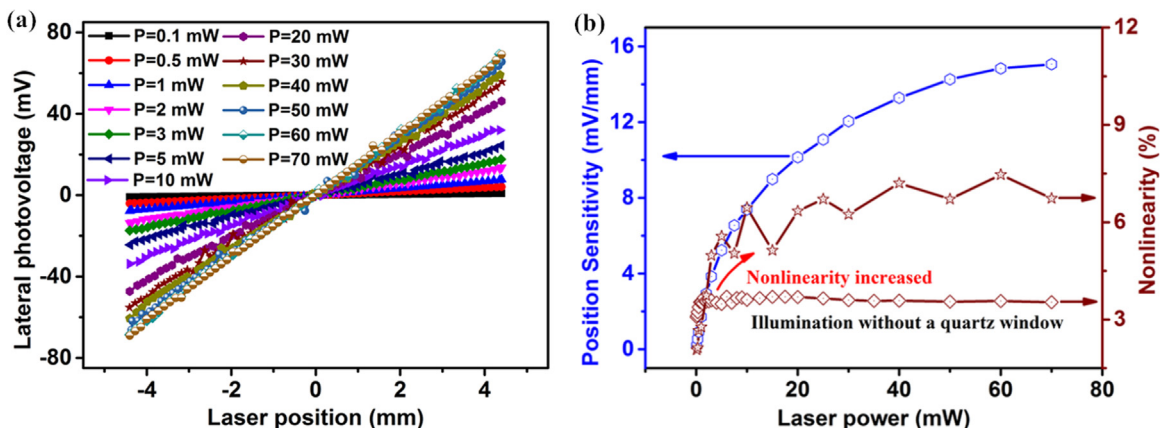 (a)
80
40
0
-40
-80
Lateral photovoltage (mV)
P=0.1 mW
P=0.5 mW
P=1 mW
P=2 mW
P=3 mW
P=5 mW
P=10 mW
P=20 mW
P=30 mW
P=40 mW
P=50 mW
P=60 mW
P=70 mW
-4 -2 0 2 4
Laser position (mm)
(b)
16
12
8
4
0
Position Sensitivity (mV/mm)
Nonlinearity increased
Illumination without a quartz window
12
9
6
3
Nonlinearity (%)
0 20 40 60 80
Laser power (mW)